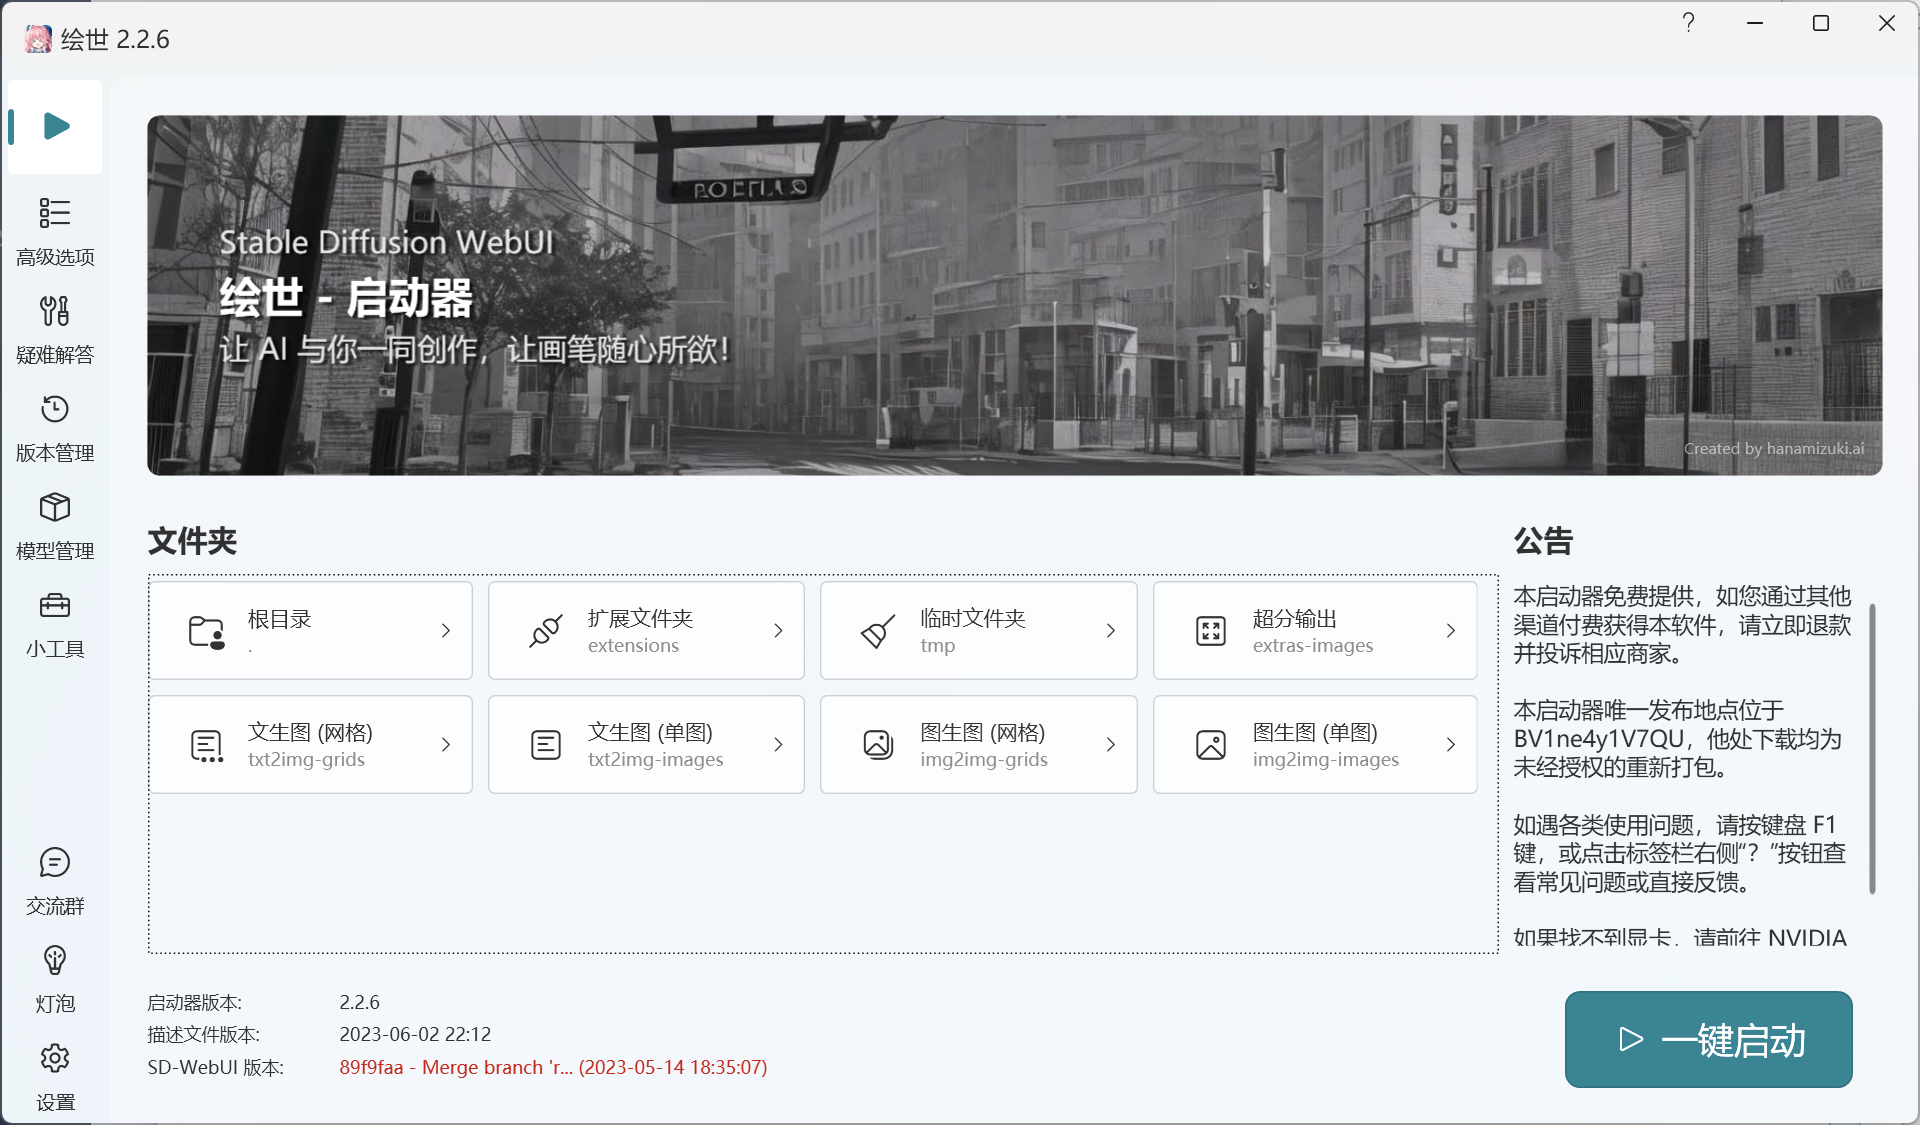 绘世 2.2.6
Stable Diffusion WebUI
绘世 - 启动器
让 AI 与你一同创作，让画笔随心所欲！
Created by hanamizuki.ai
高级选项
疑难解答
版本管理
模型管理
小工具
交流群
灯泡
设置
文件夹
根目录
.
扩展文件夹
extensions
临时文件夹
tmp
超分输出
extras-images
文生图 (网格)
txt2img-grids
文生图 (单图)
txt2img-images
图生图 (网格)
img2img-grids
图生图 (单图)
img2img-images
公告
本启动器免费提供，如您通过其他
渠道付费获得本软件，请立即退款
并投诉相应商家。
本启动器唯一发布地点位于
BV1ne4y1V7QU，他处下载均为
未经授权的重新打包。
如遇各类使用问题，请按键盘 F1
键，或点击标签栏右侧“？”按钮查
看常见问题或直接反馈。
如果找不到显卡，请前往 NVIDIA
启动器版本: 2.2.6
描述文件版本: 2023-06-02 22:12
SD-WebUI 版本: 89f9faa - Merge branch 'r... (2023-05-14 18:35:07)
一键启动